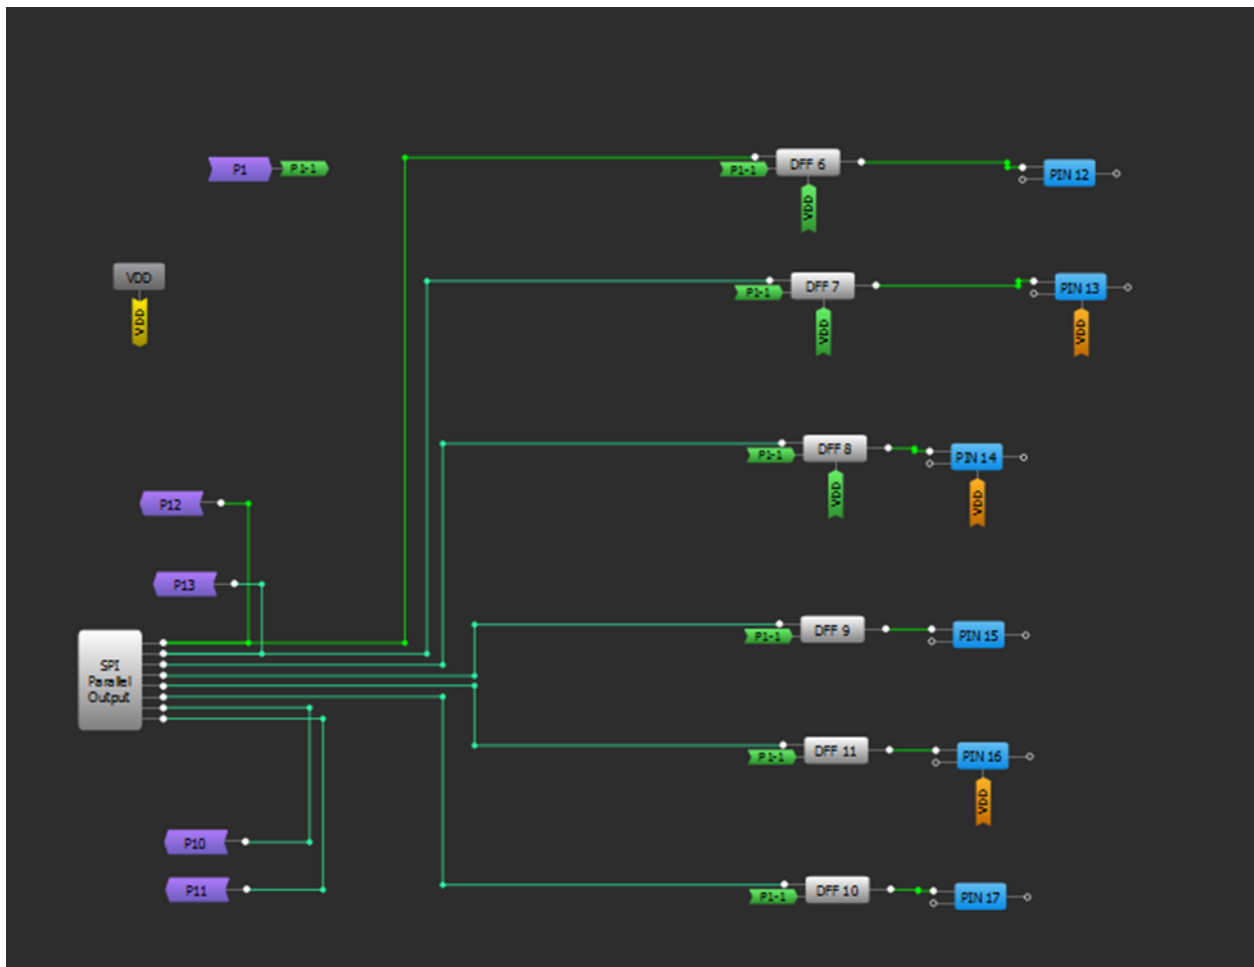 P1
P1-1
P1-1
DFF 6
VDD
PIN 12
VDD
VDD
P1-1
DFF 7
VDD
PIN 13
VDD
P1-1
DFF 8
VDD
PIN 14
VDD
P12
P13
SPI
Parallel
Output
P1-1
DFF 9
PIN 15
P1-1
DFF 11
PIN 16
VDD
P10
P11
P1-1
DFF 10
PIN 17